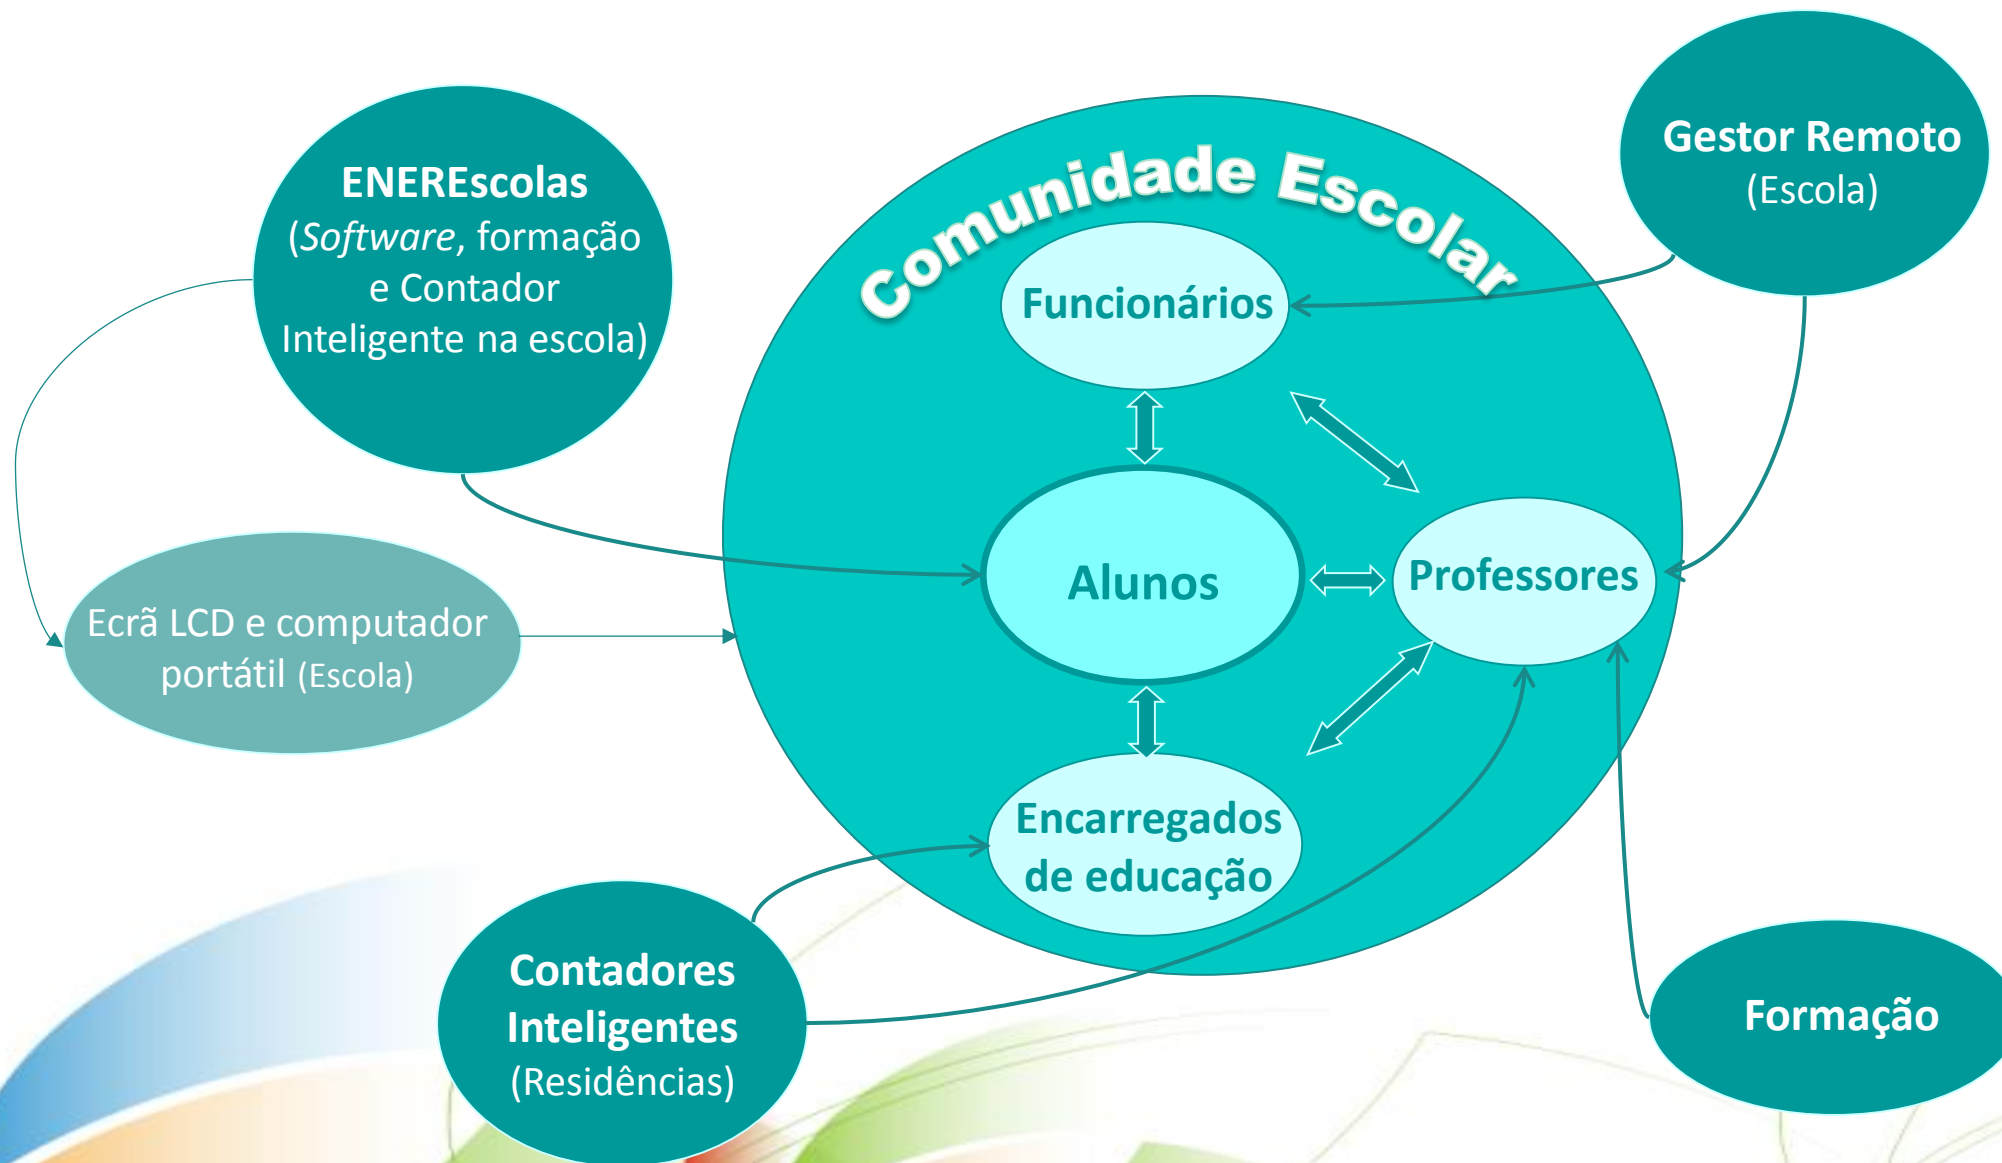 ENEREscolas
(Software, formação
e Contador
Inteligente na escola)
Comunidade Escolar
Gestor Remoto
(Escola)
Funcionários
Alunos
Professores
Ecrã LCD e computador
portátil (Escola)
Encarregados
de educação
Contadores
Inteligentes
(Residências)
Formação